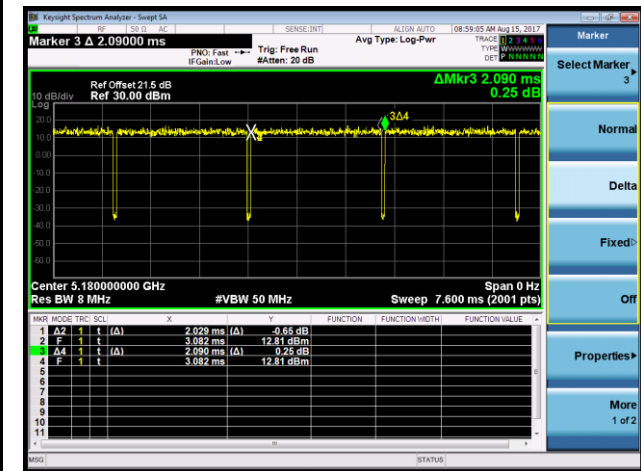 Keysight Spectrum Analyzer - Swept SA
RF 50 Ω AC SENSE:INT ALIGN AUTO 08:59:05 AM Aug 15, 2017
Marker 3 Δ 2.09000 ms
PNO: Fast
IFGain:Low
Trig: Free Run
#Atten: 20 dB
Avg Type: Log-Pwr
TRACE 1 2 3 4 5 6
TYPE WWWWWW
DET P NNNNN
Marker
Select Marker
3
Normal
Delta
Fixed
Off
Properties
More
1 of 2
Ref Offset 21.5 dB
10 dB/div Ref 30.00 dBm
Log
ΔMkr3 2.090 ms
0.25 dB
20.0
10.0
0.00
-10.0
-20.0
-30.0
-40.0
-50.0
-60.0
3Δ4
Center 5.180000000 GHz Span 0 Hz
Res BW 8 MHz #VBW 50 MHz Sweep 7.600 ms (2001 pts)
MKR MODE TRC SCL X Y FUNCTION FUNCTION WIDTH FUNCTION VALUE
1 Δ2 1 t (Δ) 2.029 ms (Δ) -0.65 dB
2 F 1 t 3.082 ms 12.81 dBm
3 Δ4 1 t (Δ) 2.090 ms (Δ) 0.25 dB
4 F 1 t 3.082 ms 12.81 dBm
5
6
7
8
9
10
11
MSG STATUS